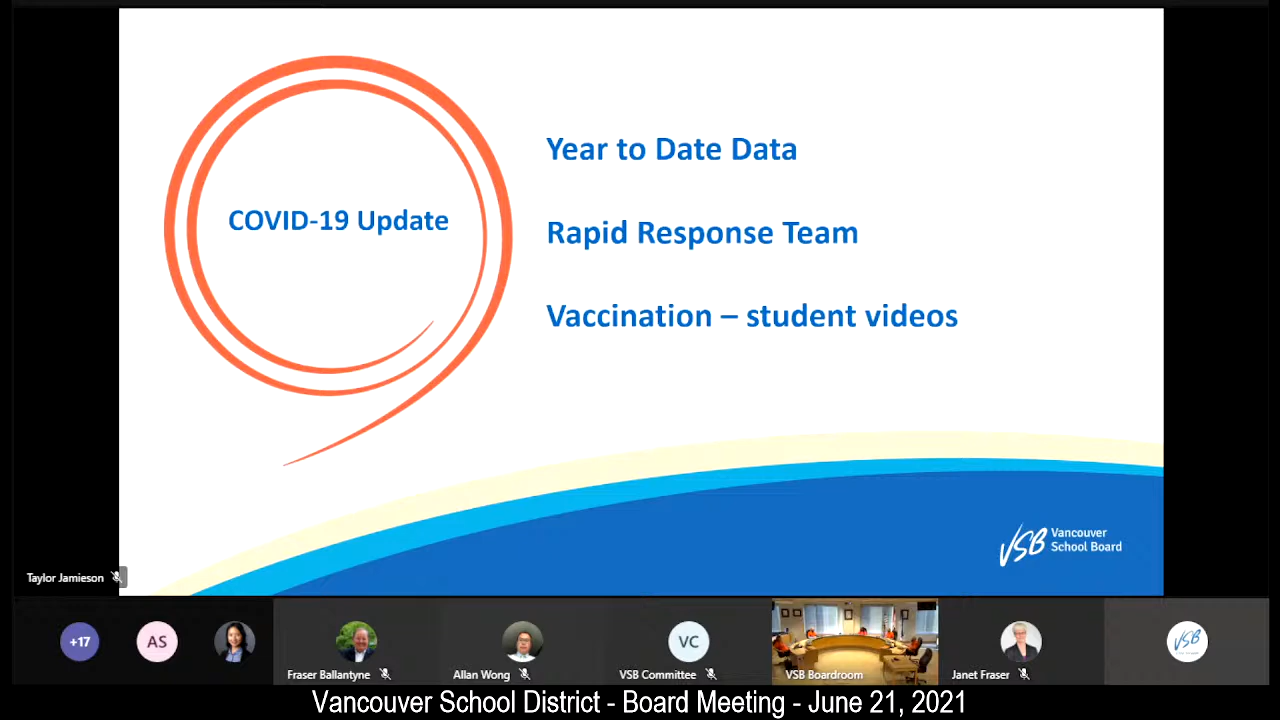 COVID-19 Update
Year to Date Data
Rapid Response Team
Vaccination – student videos
VSB Vancouver
School Board
Taylor Jamieson
+17
AS
Fraser Ballantyne
Allan Wong
VC
VSB Committee
VSB Boardroom
Janet Fraser
VSB
Vancouver School District - Board Meeting - June 21, 2021